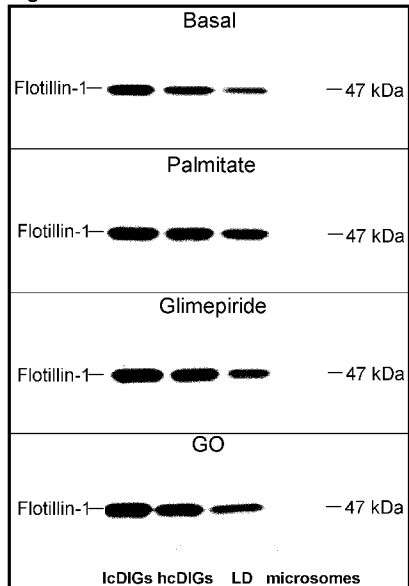 Basal
Flotillin-1— —47 kDa
Palmitate
Flotillin-1— —47 kDa
Glimepiride
Flotillin-1— —47 kDa
GO
Flotillin-1— —47 kDa
lcDIGs hcDIGs LD microsomes